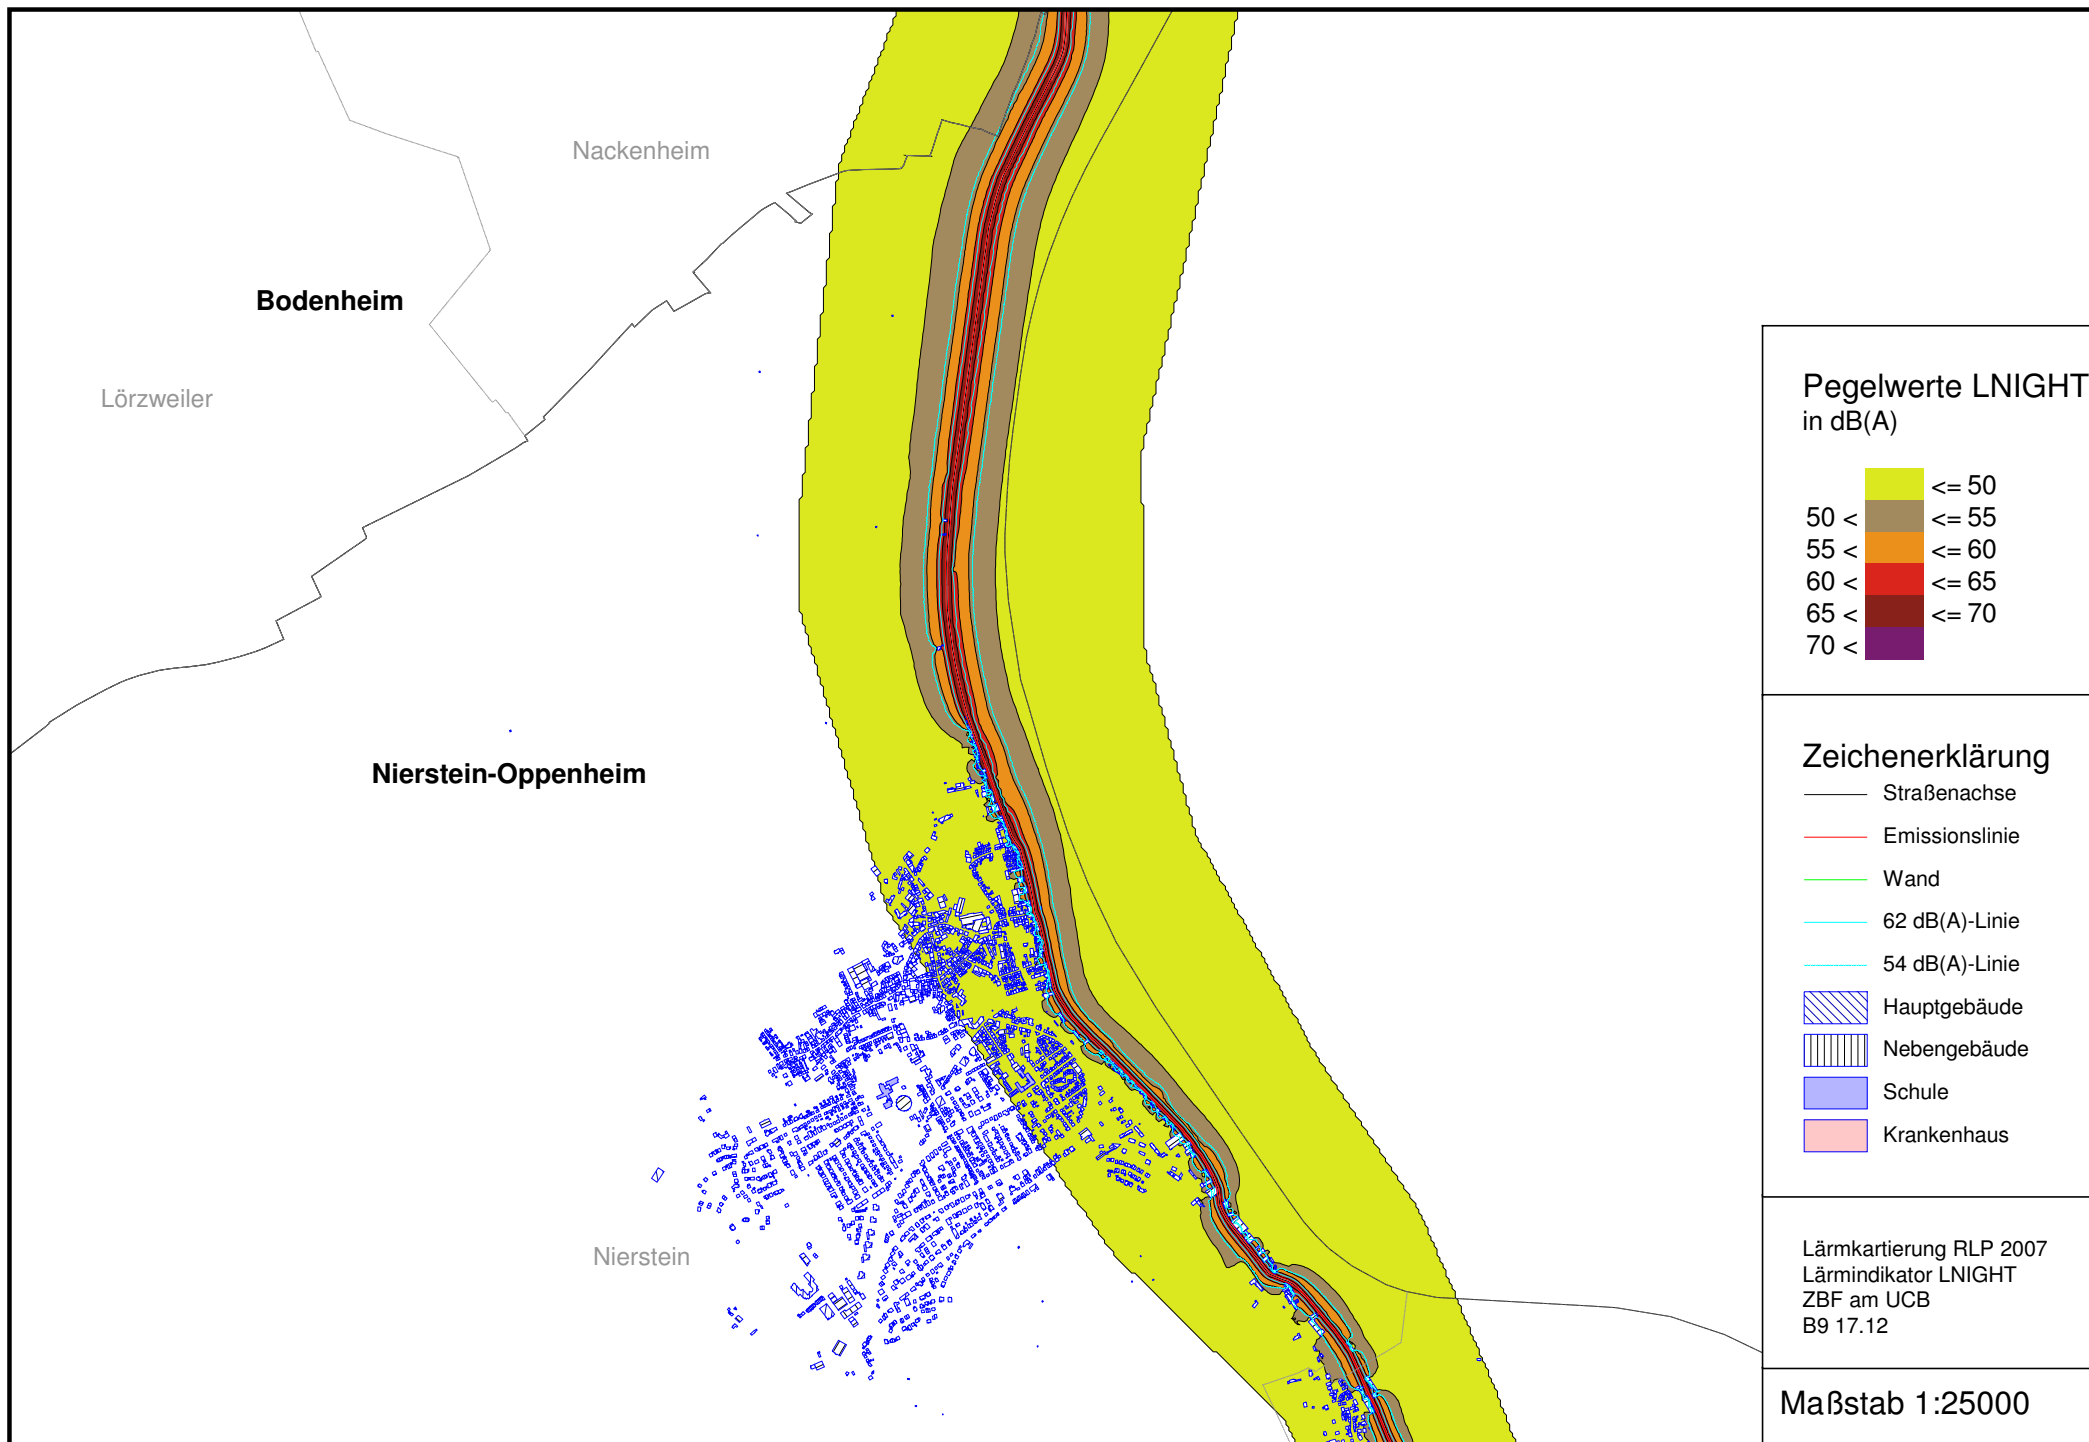 Nackenheim
Bodenheim
Lörzweiler
Nierstein-Oppenheim
Nierstein
Pegelwerte LNIGHT
in dB(A)
<= 50
50 < <= 55
55 < <= 60
60 < <= 65
65 < <= 70
70 <
Zeichenerklärung
Straßenachse
Emissionslinie
Wand
62 dB(A)-Linie
54 dB(A)-Linie
Hauptgebäude
Nebengebäude
Schule
Krankenhaus
Lärmkartierung RLP 2007
Lärmindikator LNIGHT
ZBF am UCB
B9 17.12
Maßstab 1:25000